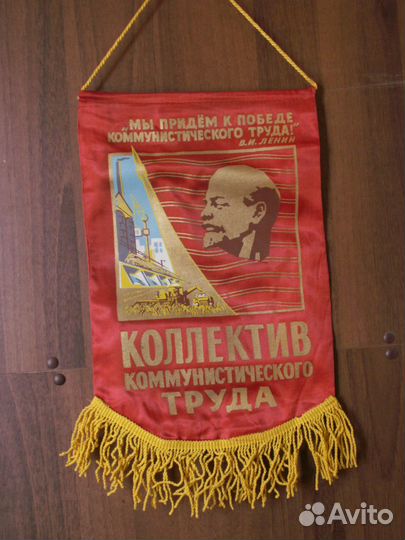 „МЫ ПРИДЁМ К ПОБЕДЕ
КОММУНИСТИЧЕСКОГО ТРУДА!"
В.И. ЛЕНИН
КОЛЛЕКТИВ
КОММУНИСТИЧЕСКОГО
ТРУДА
Avito